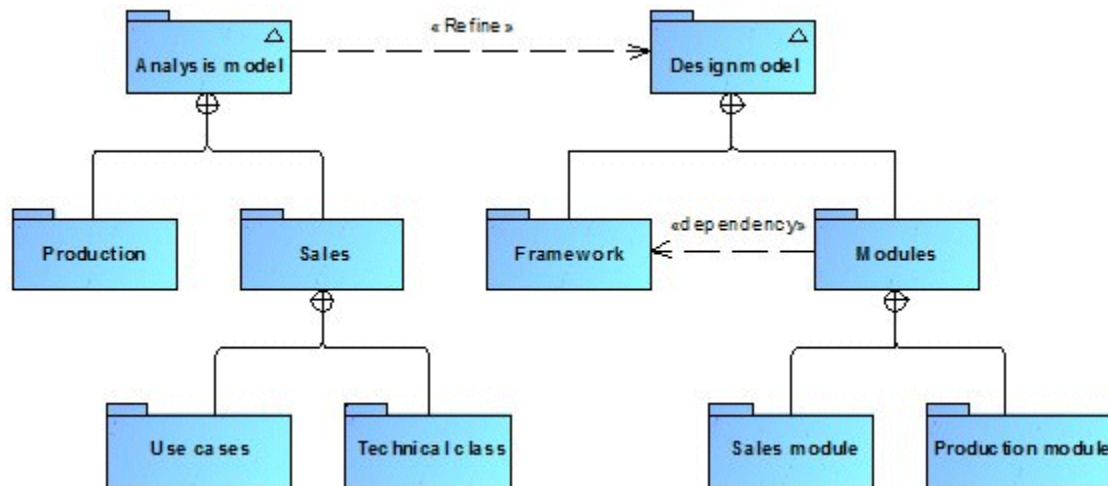 «Refine»
Analysis model
Designmodel
Production
Sales
Framework
«dependency»
Modules
Use cases
Technical class
Sales module
Production module